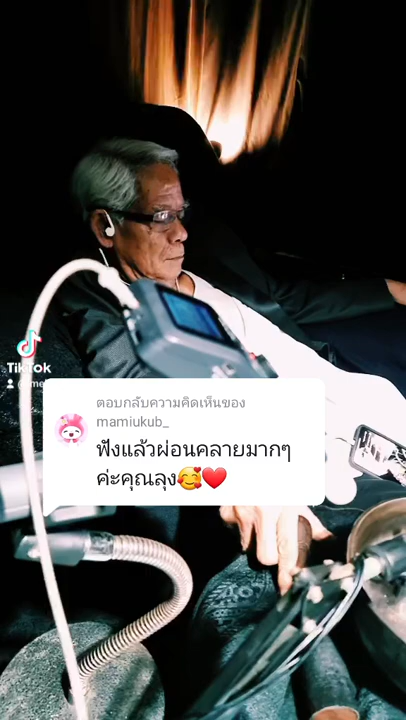 TikTok
ตอบกลับความคิดเห็นของ
mamiukub_
ฟังแล้วผ่อนคลายมากๆ
ค่ะคุณลุง🥰❤️